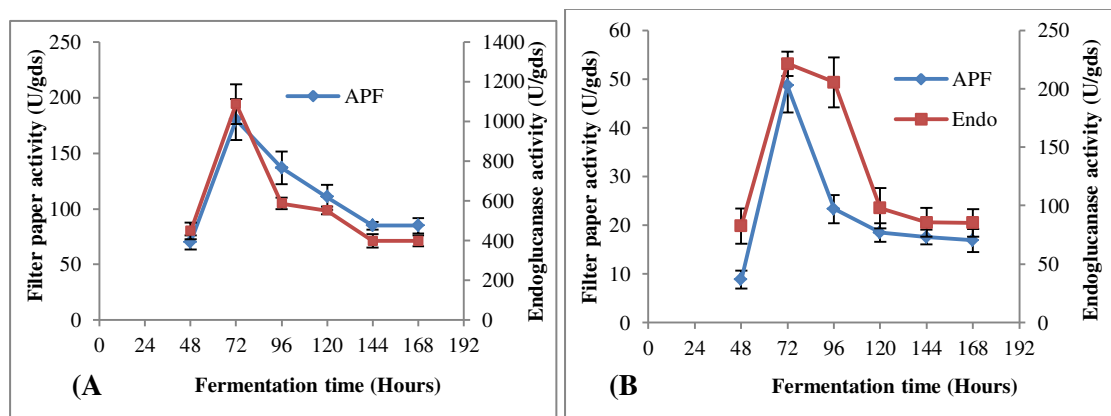 Filter paper activity (U/gds)
250
200
150
100
50
0
APF
1400
1200
1000
800
600
400
200
0
Endoglucanase activity (U/gds)
0 24 48 72 96 120 144 168 192
(A Fermentation time (Hours)
Filter paper activity (U/gds)
60
50
40
30
20
10
0
APF
Endo
250
200
150
100
50
0
Endoglucanase activity (U/gds)
0 24 48 72 96 120 144 168 192
(B) Fermentation time (Hours)